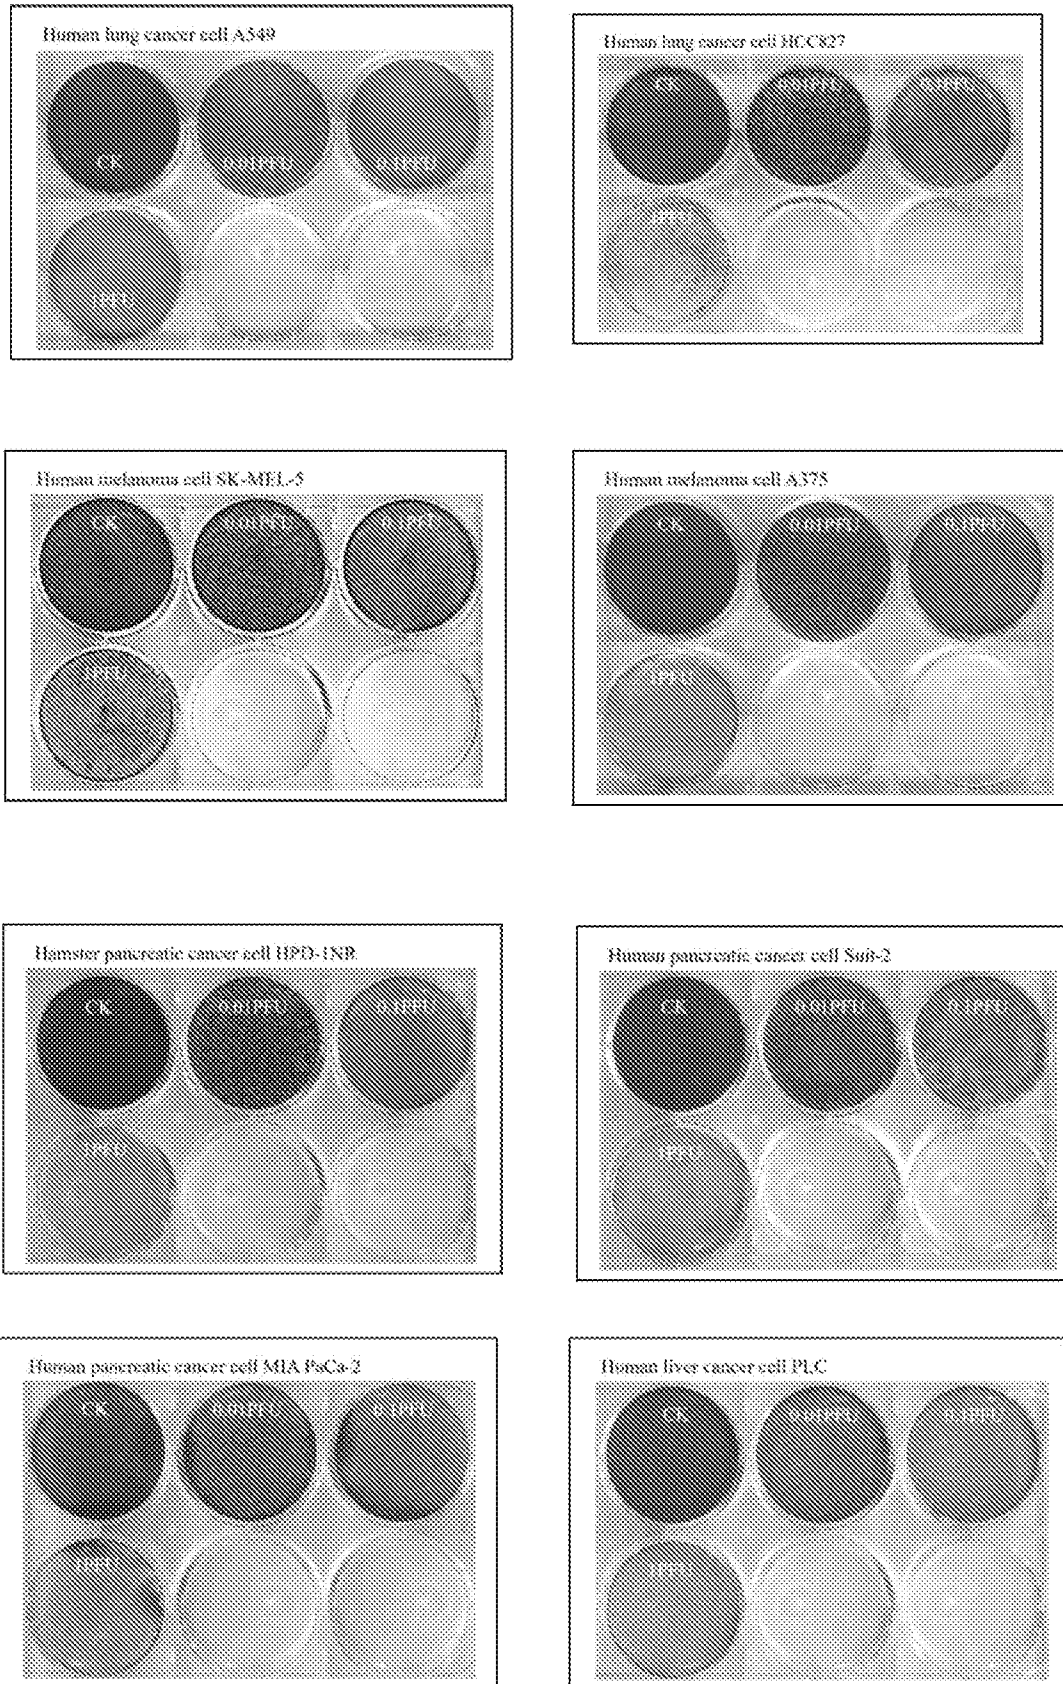 Human lung cancer cell A549
CK
0.01PFU
0.1PFU
1PFU
Human lung cancer cell HCC827
CK
0.01PFU
0.1PFU
1PFU
Human melanoma cell SK-MEL-5
CK
0.01PFU
0.1PFU
1PFU
Human melanoma cell A375
CK
0.01PFU
0.1PFU
1PFU
Hamster pancreatic cancer cell HPD-1NR
CK
0.01PFU
0.1PFU
1PFU
Human pancreatic cancer cell Suit-2
CK
0.01PFU
0.1PFU
1PFU
Human pancreatic cancer cell MIA PaCa-2
CK
0.01PFU
0.1PFU
1PFU
Human liver cancer cell PLC
CK
0.01PFU
0.1PFU
1PFU